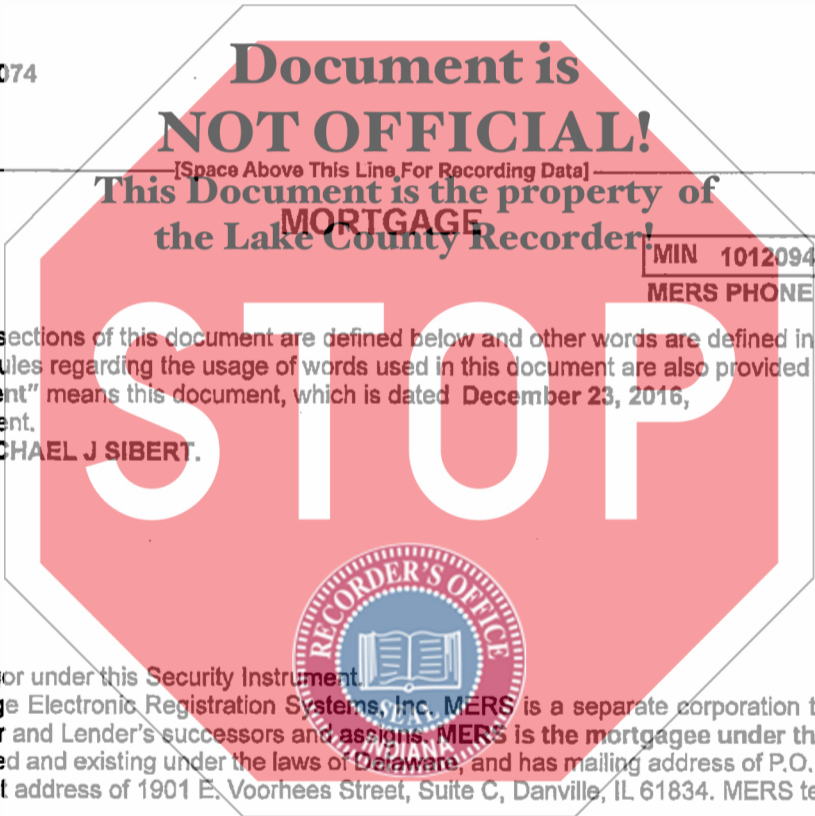 074
Document is
NOT OFFICIAL!
[Space Above This Line For Recording Data]
This Document is the property of
MORTGAGE
the Lake County Recorder!
MIN 1012094
MERS PHONE
sections of this document are defined below and other words are defined in
ules regarding the usage of words used in this document are also provided
ent" means this document, which is dated December 23, 2016,
ent.
CHAEL J SIBERT.
STOP
RECORDER'S OFFICE
SEAL
INDIANA
or under this Security Instrument.
ge Electronic Registration Systems, Inc. MERS is a separate corporation t
r and Lender's successors and assigns. MERS is the mortgagee under th
ed and existing under the laws of Delaware, and has mailing address of P.O.
t address of 1901 E. Voorhees Street, Suite C, Danville, IL 61834. MERS te